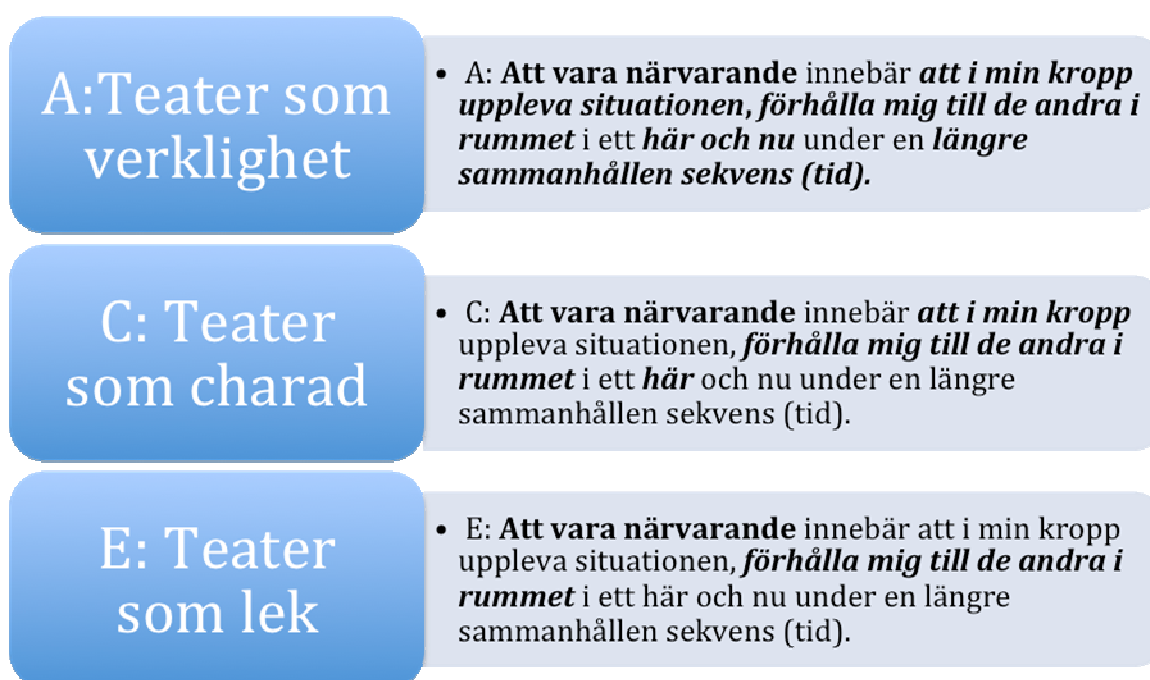 A:Teater som
verklighet
• A: Att vara närvarande innebär att i min kropp
uppleva situationen, förhålla mig till de andra i
rummet i ett här och nu under en längre
sammanhållen sekvens (tid).
C: Teater
som charad
• C: Att vara närvarande innebär att i min kropp
uppleva situationen, förhålla mig till de andra i
rummet i ett här och nu under en längre
sammanhållen sekvens (tid).
E: Teater
som lek
• E: Att vara närvarande innebär att i min kropp
uppleva situationen, förhålla mig till de andra i
rummet i ett här och nu under en längre
sammanhållen sekvens (tid).